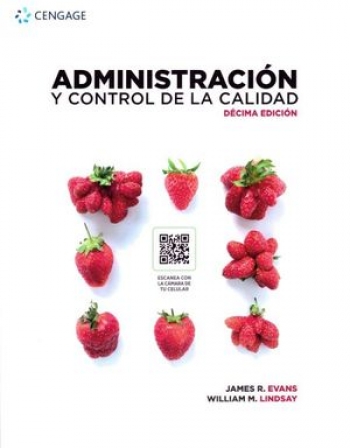 CENGAGE
ADMINISTRACIÓN
Y CONTROL DE LA CALIDAD
DÉCIMA EDICIÓN
ESCANEA CON
LA CÁMARA DE
TU CELULAR
JAMES R. EVANS
WILLIAM M. LINDSAY